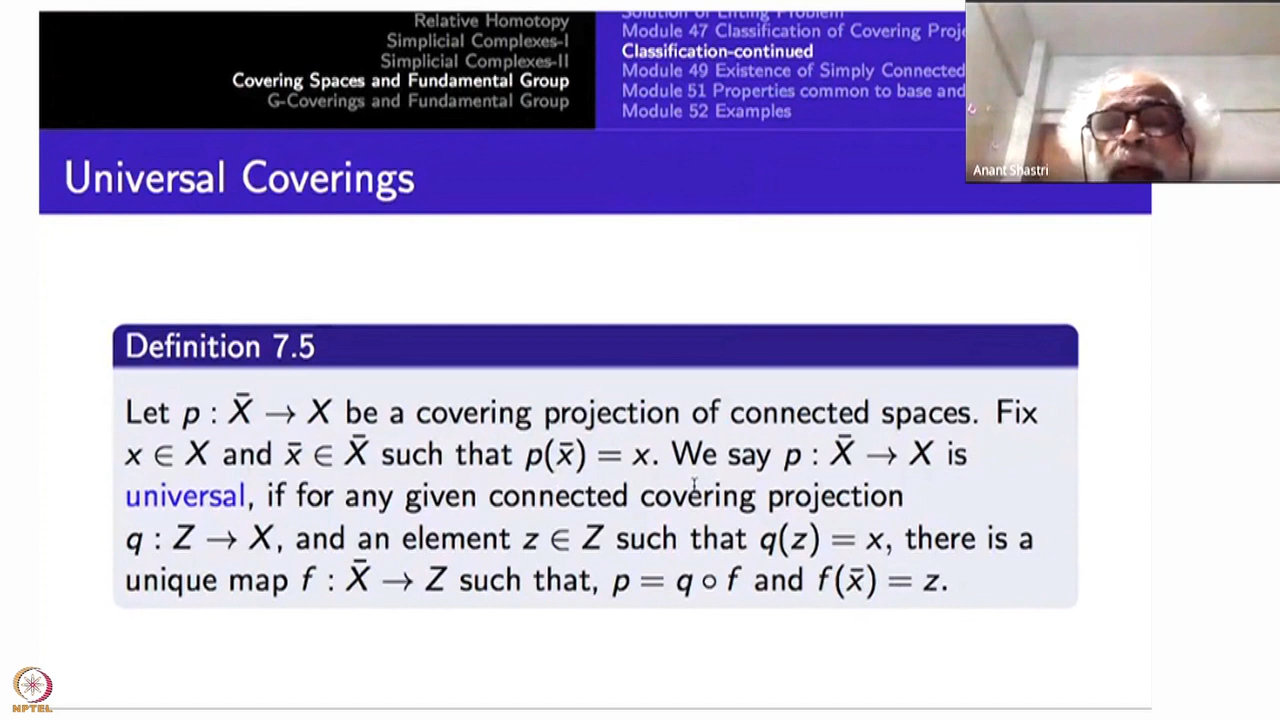 Relative Homotopy
Simplicial Complexes-I
Simplicial Complexes-II
Covering Spaces and Fundamental Group
G-Coverings and Fundamental Group
Solution of Lifting Problem
Module 47 Classification of Covering Proje
Classification-continued
Module 49 Existence of Simply Connected
Module 51 Properties common to base and
Module 52 Examples
Anant Shastri
Universal Coverings
Definition 7.5
Let p : X̄ → X be a covering projection of connected spaces. Fix
x ∈ X and x̄ ∈ X̄ such that p(x̄) = x. We say p : X̄ → X is
universal, if for any given connected covering projection
q : Z → X, and an element z ∈ Z such that q(z) = x, there is a
unique map f : X̄ → Z such that, p = q ∘ f and f(x̄) = z.
NPTEL